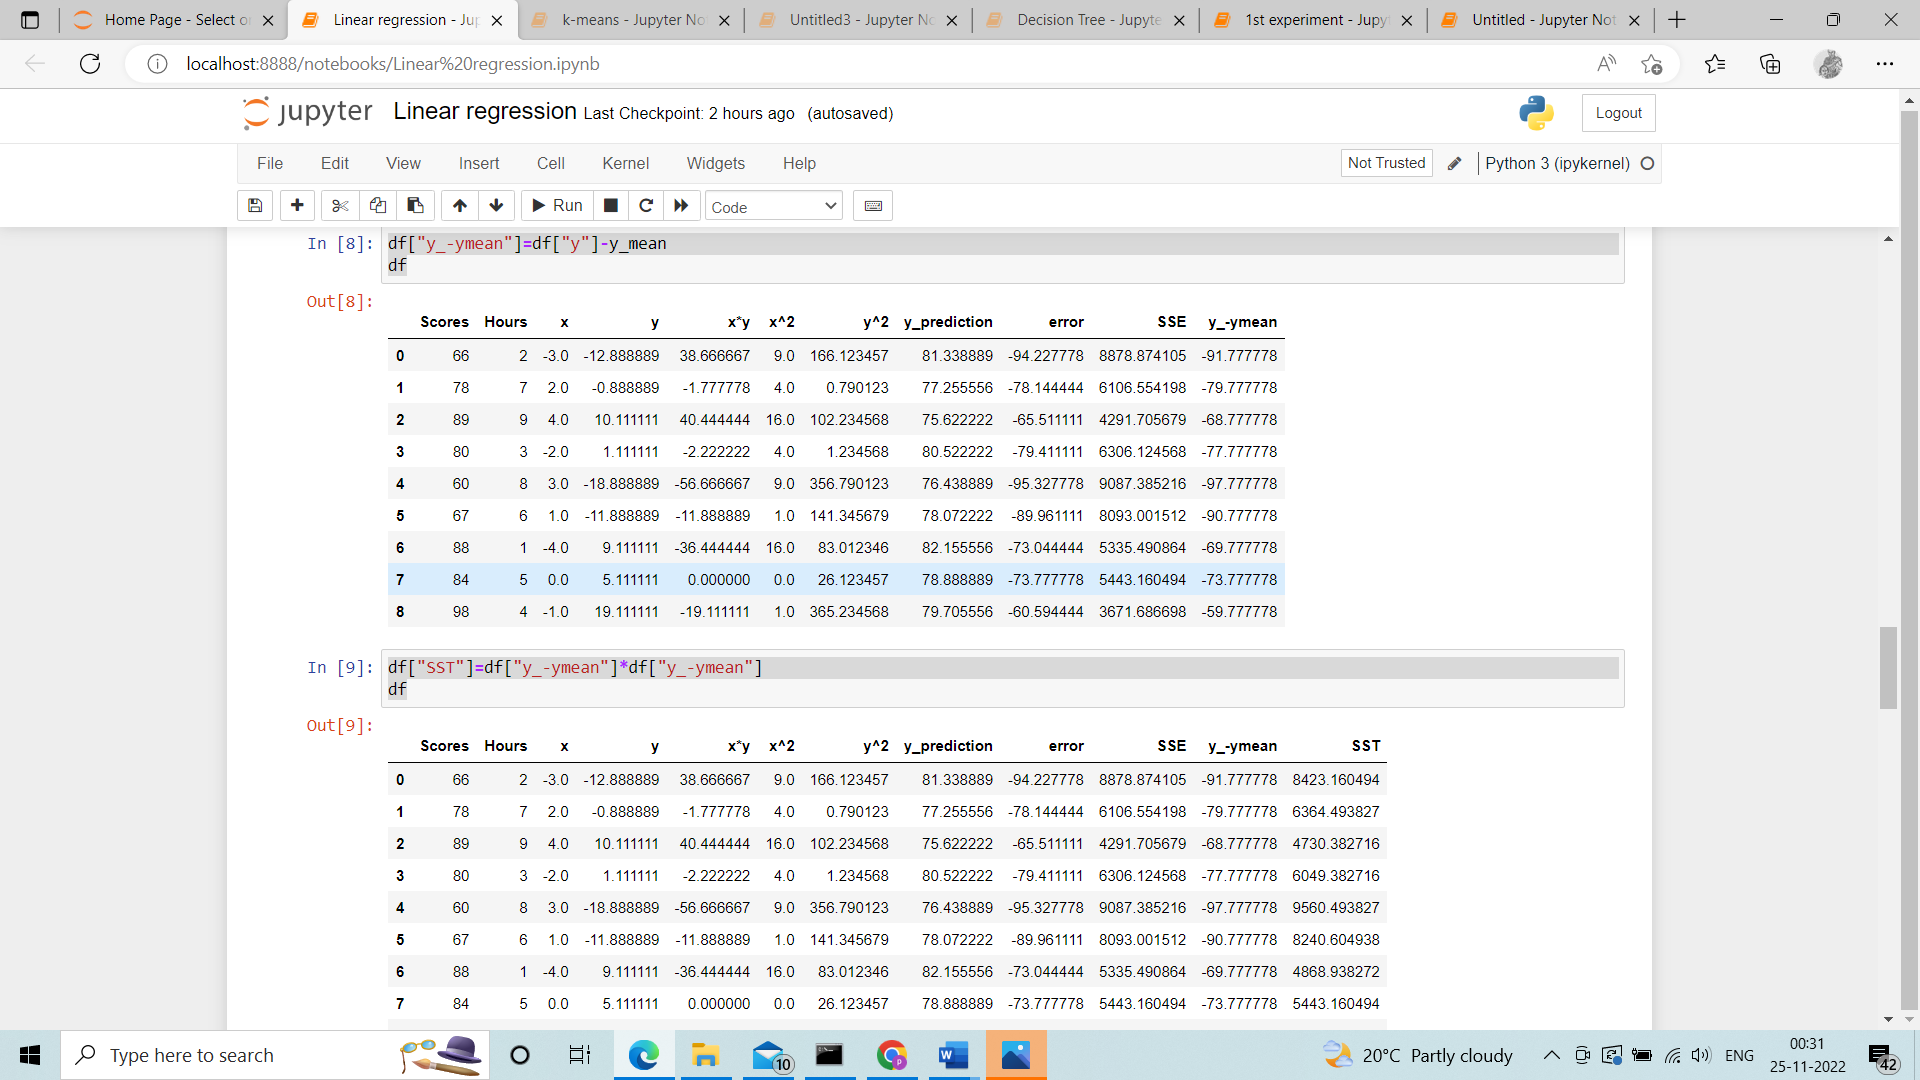 Home Page - Select o
Linear regression - Jup
k-means - Jupyter No
Untitled3 - Jupyter No
Decision Tree - Jupyte
1st experiment - Jupy
Untitled - Jupyter Not
localhost:8888/notebooks/Linear%20regression.ipynb
jupyter Linear regression Last Checkpoint: 2 hours ago (autosaved)
Logout
File Edit View Insert Cell Kernel Widgets Help
Not Trusted
Python 3 (ipykernel)
Run
Code
In [8]: df["y_-ymean"]=df["y"]-y_mean
df
Out[8]:
Scores Hours x y x*y x^2 y^2 y_prediction error SSE y_-ymean
0 66 2 -3.0 -12.888889 38.666667 9.0 166.123457 81.338889 -94.227778 8878.874105 -91.777778
1 78 7 2.0 -0.888889 -1.777778 4.0 0.790123 77.255556 -78.144444 6106.554198 -79.777778
2 89 9 4.0 10.111111 40.444444 16.0 102.234568 75.622222 -65.511111 4291.705679 -68.777778
3 80 3 -2.0 1.111111 -2.222222 4.0 1.234568 80.522222 -79.411111 6306.124568 -77.777778
4 60 8 3.0 -18.888889 -56.666667 9.0 356.790123 76.438889 -95.327778 9087.385216 -97.777778
5 67 6 1.0 -11.888889 -11.888889 1.0 141.345679 78.072222 -89.961111 8093.001512 -90.777778
6 88 1 -4.0 9.111111 -36.444444 16.0 83.012346 82.155556 -73.044444 5335.490864 -69.777778
7 84 5 0.0 5.111111 0.000000 0.0 26.123457 78.888889 -73.777778 5443.160494 -73.777778
8 98 4 -1.0 19.111111 -19.111111 1.0 365.234568 79.705556 -60.594444 3671.686698 -59.777778
In [9]: df["SST"]=df["y_-ymean"]*df["y_-ymean"]
df
Out[9]:
Scores Hours x y x*y x^2 y^2 y_prediction error SSE y_-ymean SST
0 66 2 -3.0 -12.888889 38.666667 9.0 166.123457 81.338889 -94.227778 8878.874105 -91.777778 8423.160494
1 78 7 2.0 -0.888889 -1.777778 4.0 0.790123 77.255556 -78.144444 6106.554198 -79.777778 6364.493827
2 89 9 4.0 10.111111 40.444444 16.0 102.234568 75.622222 -65.511111 4291.705679 -68.777778 4730.382716
3 80 3 -2.0 1.111111 -2.222222 4.0 1.234568 80.522222 -79.411111 6306.124568 -77.777778 6049.382716
4 60 8 3.0 -18.888889 -56.666667 9.0 356.790123 76.438889 -95.327778 9087.385216 -97.777778 9560.493827
5 67 6 1.0 -11.888889 -11.888889 1.0 141.345679 78.072222 -89.961111 8093.001512 -90.777778 8240.604938
6 88 1 -4.0 9.111111 -36.444444 16.0 83.012346 82.155556 -73.044444 5335.490864 -69.777778 4868.938272
7 84 5 0.0 5.111111 0.000000 0.0 26.123457 78.888889 -73.777778 5443.160494 -73.777778 5443.160494
Type here to search
10
20°C Partly cloudy
ENG
00:31
25-11-2022
42